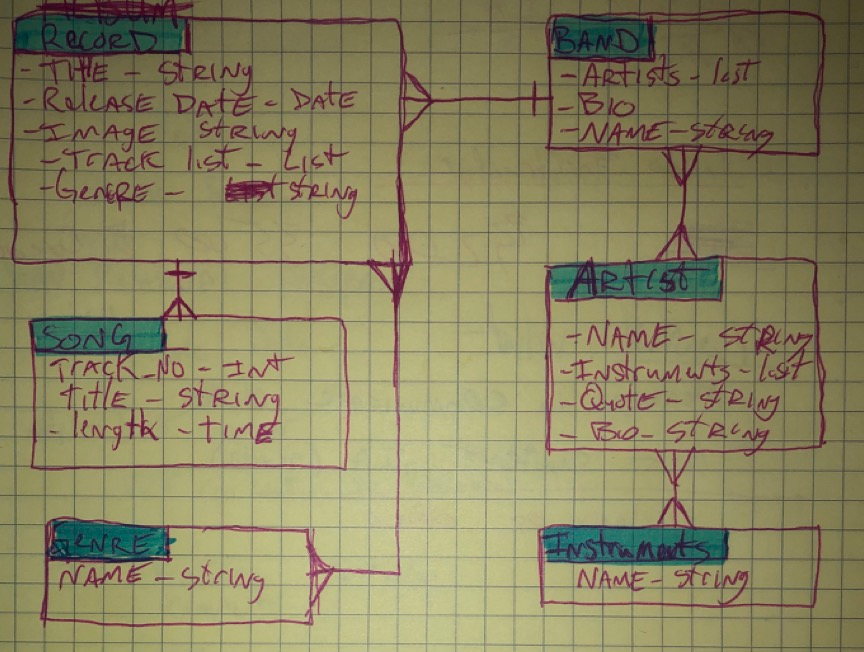 RECORD
- TITLE - STRING
- RELEASE DATE - DATE
- IMAGE STRING
- TRACK list - LIST
- GENRE - string
BAND
- ARTISTS - list
- BIO
- NAME - STRING
SONG
TRACK_NO - INT
TITLE - STRING
- length - TIME
ARTIST
- NAME - STRING
- Instruments - list
- QUOTE - STRING
- BIO - STRING
GENRE
NAME - String
Instruments
NAME - String